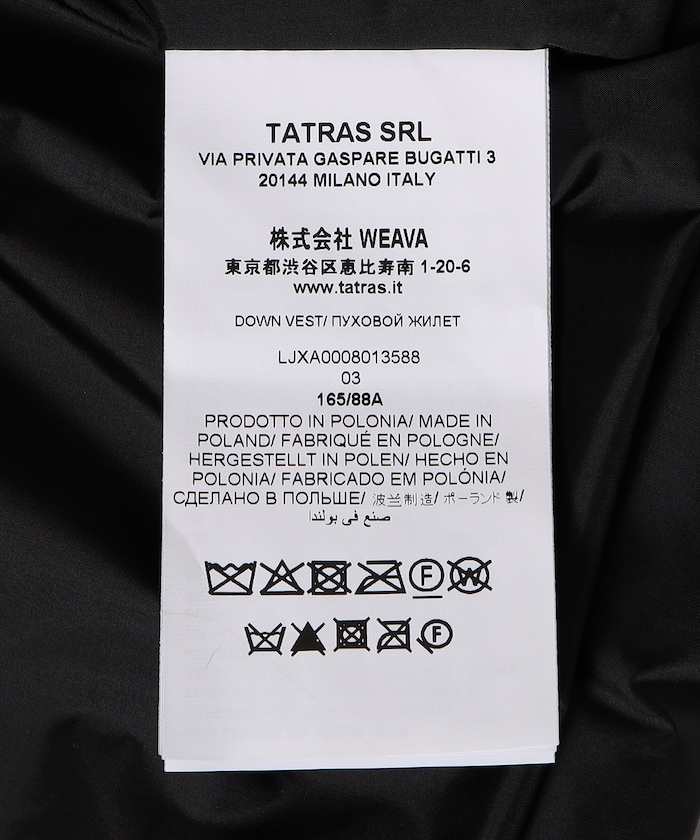 TATRAS SRL
VIA PRIVATA GASPARE BUGATTI 3
20144 MILANO ITALY
株式会社 WEAVA
東京都渋谷区恵比寿南 1-20-6
www.tatras.it
DOWN VEST/ ПУХОВОЙ ЖИЛЕТ
LJXA0008013588
03
165/88A
PRODOTTO IN POLONIA/ MADE IN
POLAND/ FABRIQUÉ EN POLOGNE/
HERGESTELLT IN POLEN/ HECHO EN
POLONIA/ FABRICADO EM POLÓNIA/
СДЕЛАНО В ПОЛЬШЕ/ 波兰制造/ ポーランド製/
صنع في بولندا
F W
F